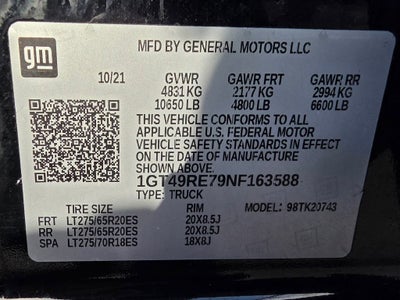 gm
MFD BY GENERAL MOTORS LLC
10/21 GVWR GAWR FRT GAWR RR
4831 KG 2177 KG 2994 KG
10650 LB 4800 LB 6600 LB
THIS VEHICLE CONFORMS TO ALL
APPLICABLE U.S. FEDERAL MOTOR
VEHICLE SAFETY STANDARDS IN EFFECT
ON THE DATE OF MANUFACTURE
SHOWN ABOVE.
1GT49RE79NF163588
TYPE: TRUCK
TIRE SIZE RIM MODEL: 98TK20743
FRT LT275/65R20ES 20X8.5J
RR LT275/65R20ES 20X8.5J
SPA LT275/70R18ES 18X8J